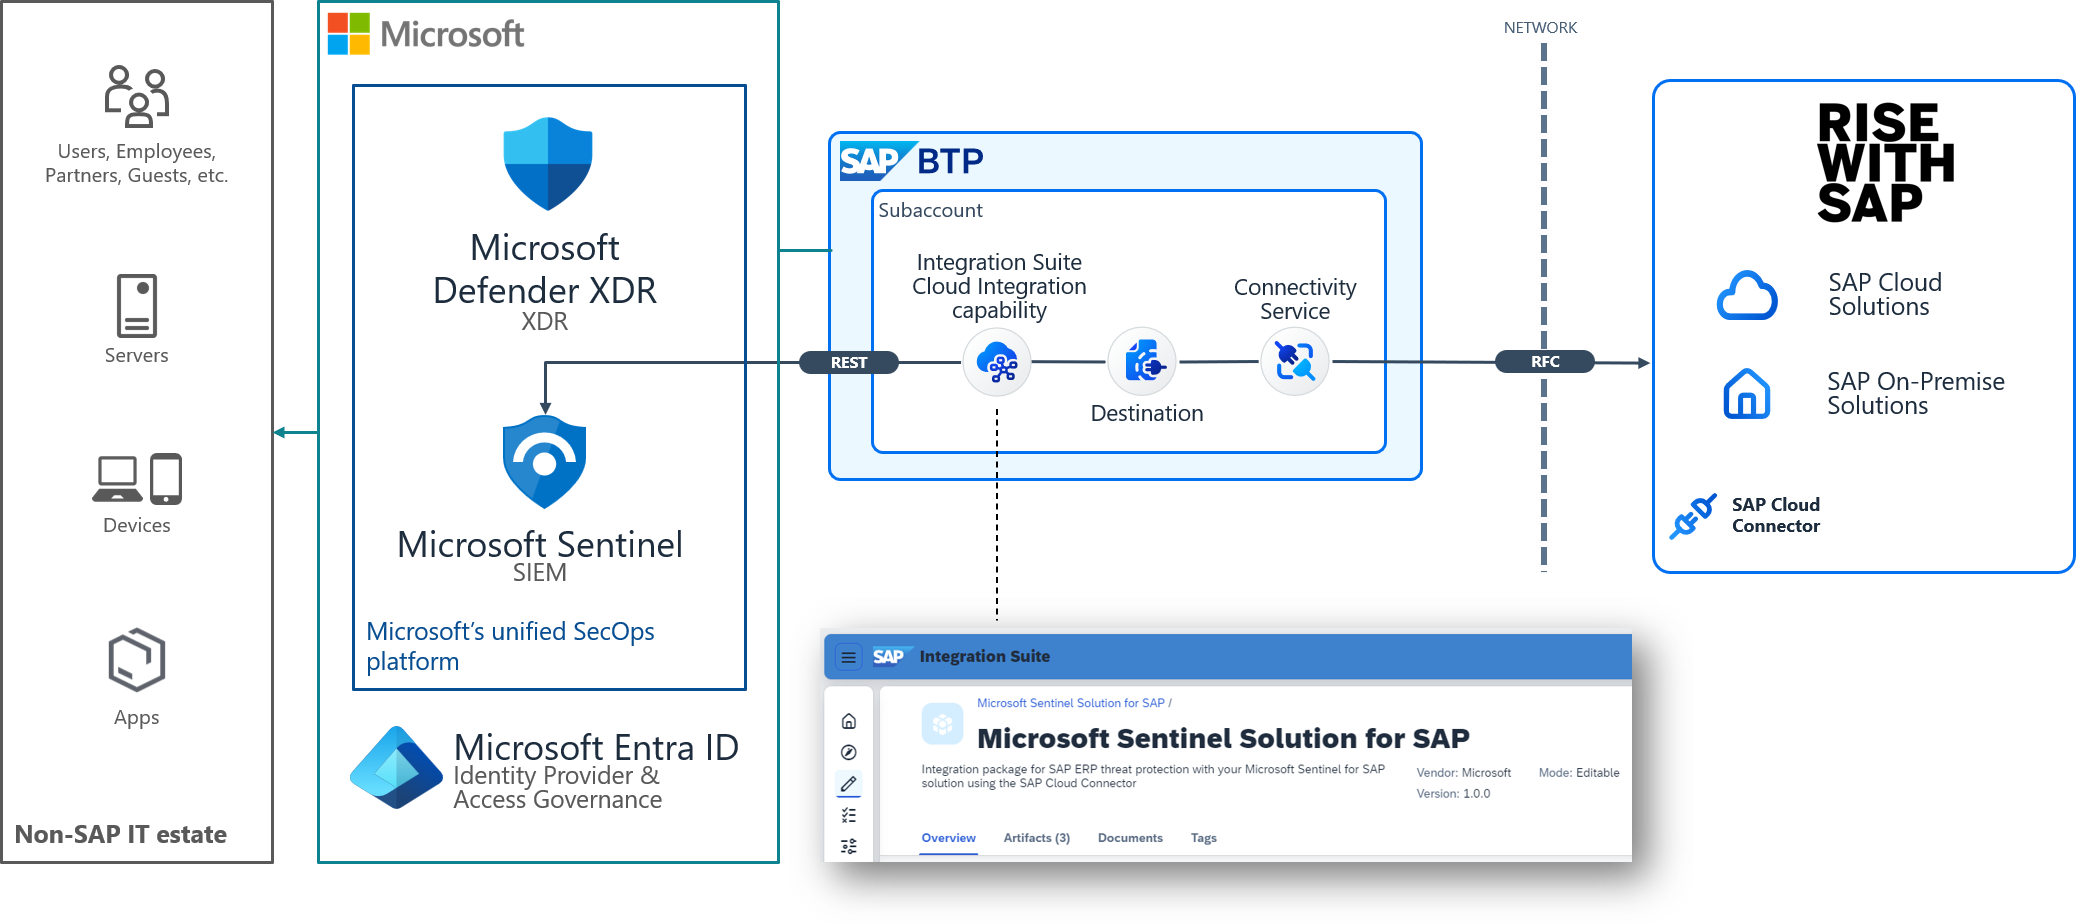 Users, Employees,
Partners, Guests, etc.
Servers
Devices
Apps
Non-SAP IT estate
Microsoft
Microsoft
Defender XDR
XDR
Microsoft Sentinel
SIEM
Microsoft's unified SecOps
platform
Microsoft Entra ID
Identity Provider &
Access Governance
SAP BTP
Subaccount
Integration Suite
Cloud Integration
capability
Destination
Connectivity
Service
REST
RFC
NETWORK
RISE
WITH
SAP
SAP Cloud
Solutions
SAP On-Premise
Solutions
SAP Cloud
Connector
SAP Integration Suite
Microsoft Sentinel Solution for SAP /
Microsoft Sentinel Solution for SAP
Integration package for SAP ERP threat protection with your Microsoft Sentinel for SAP
solution using the SAP Cloud Connector
Vendor: Microsoft
Mode: Editable
Version: 1.0.0
Overview
Artifacts (3)
Documents
Tags